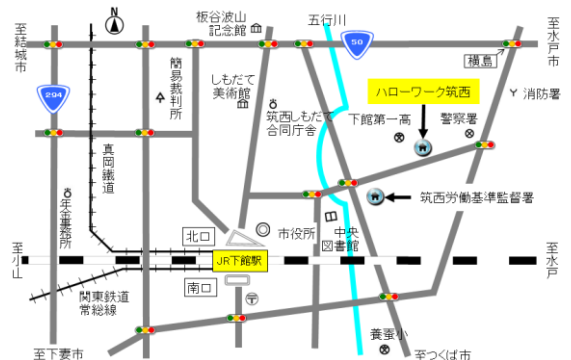 至結城市
N
板谷波山
記念館
五行川
50
至水戸市
横島
294
簡易裁判所
しもだて
美術館
ハローワーク筑西
消防署
筑西しもだて
合同庁舎
下館第一高
警察署
真岡鐵道
年金事務所
筑西労働基準監督署
北口
市役所
中央
図書館
至小山
JR下館駅
至水戸
関東鉄道
常総線
南口
養蚕小
至下妻市
至つくば市